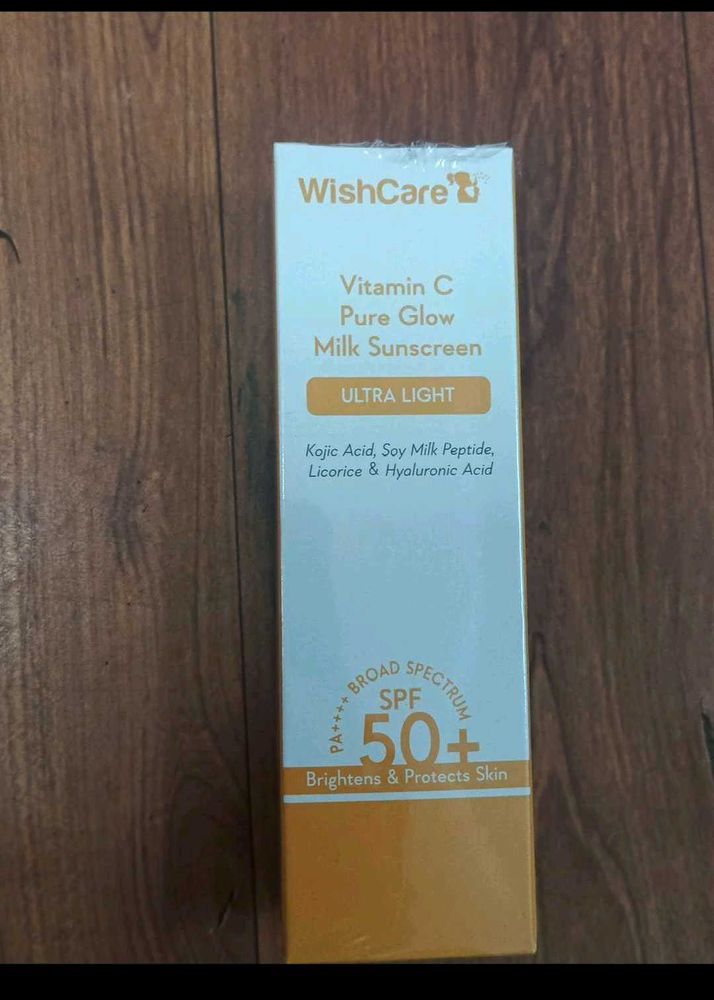 WishCare
Vitamin C
Pure Glow
Milk Sunscreen
ULTRA LIGHT
Kojic Acid, Soy Milk Peptide,
Licorice & Hyaluronic Acid
PA++++ BROAD SPECTRUM
SPF
50+
Brightens & Protects Skin